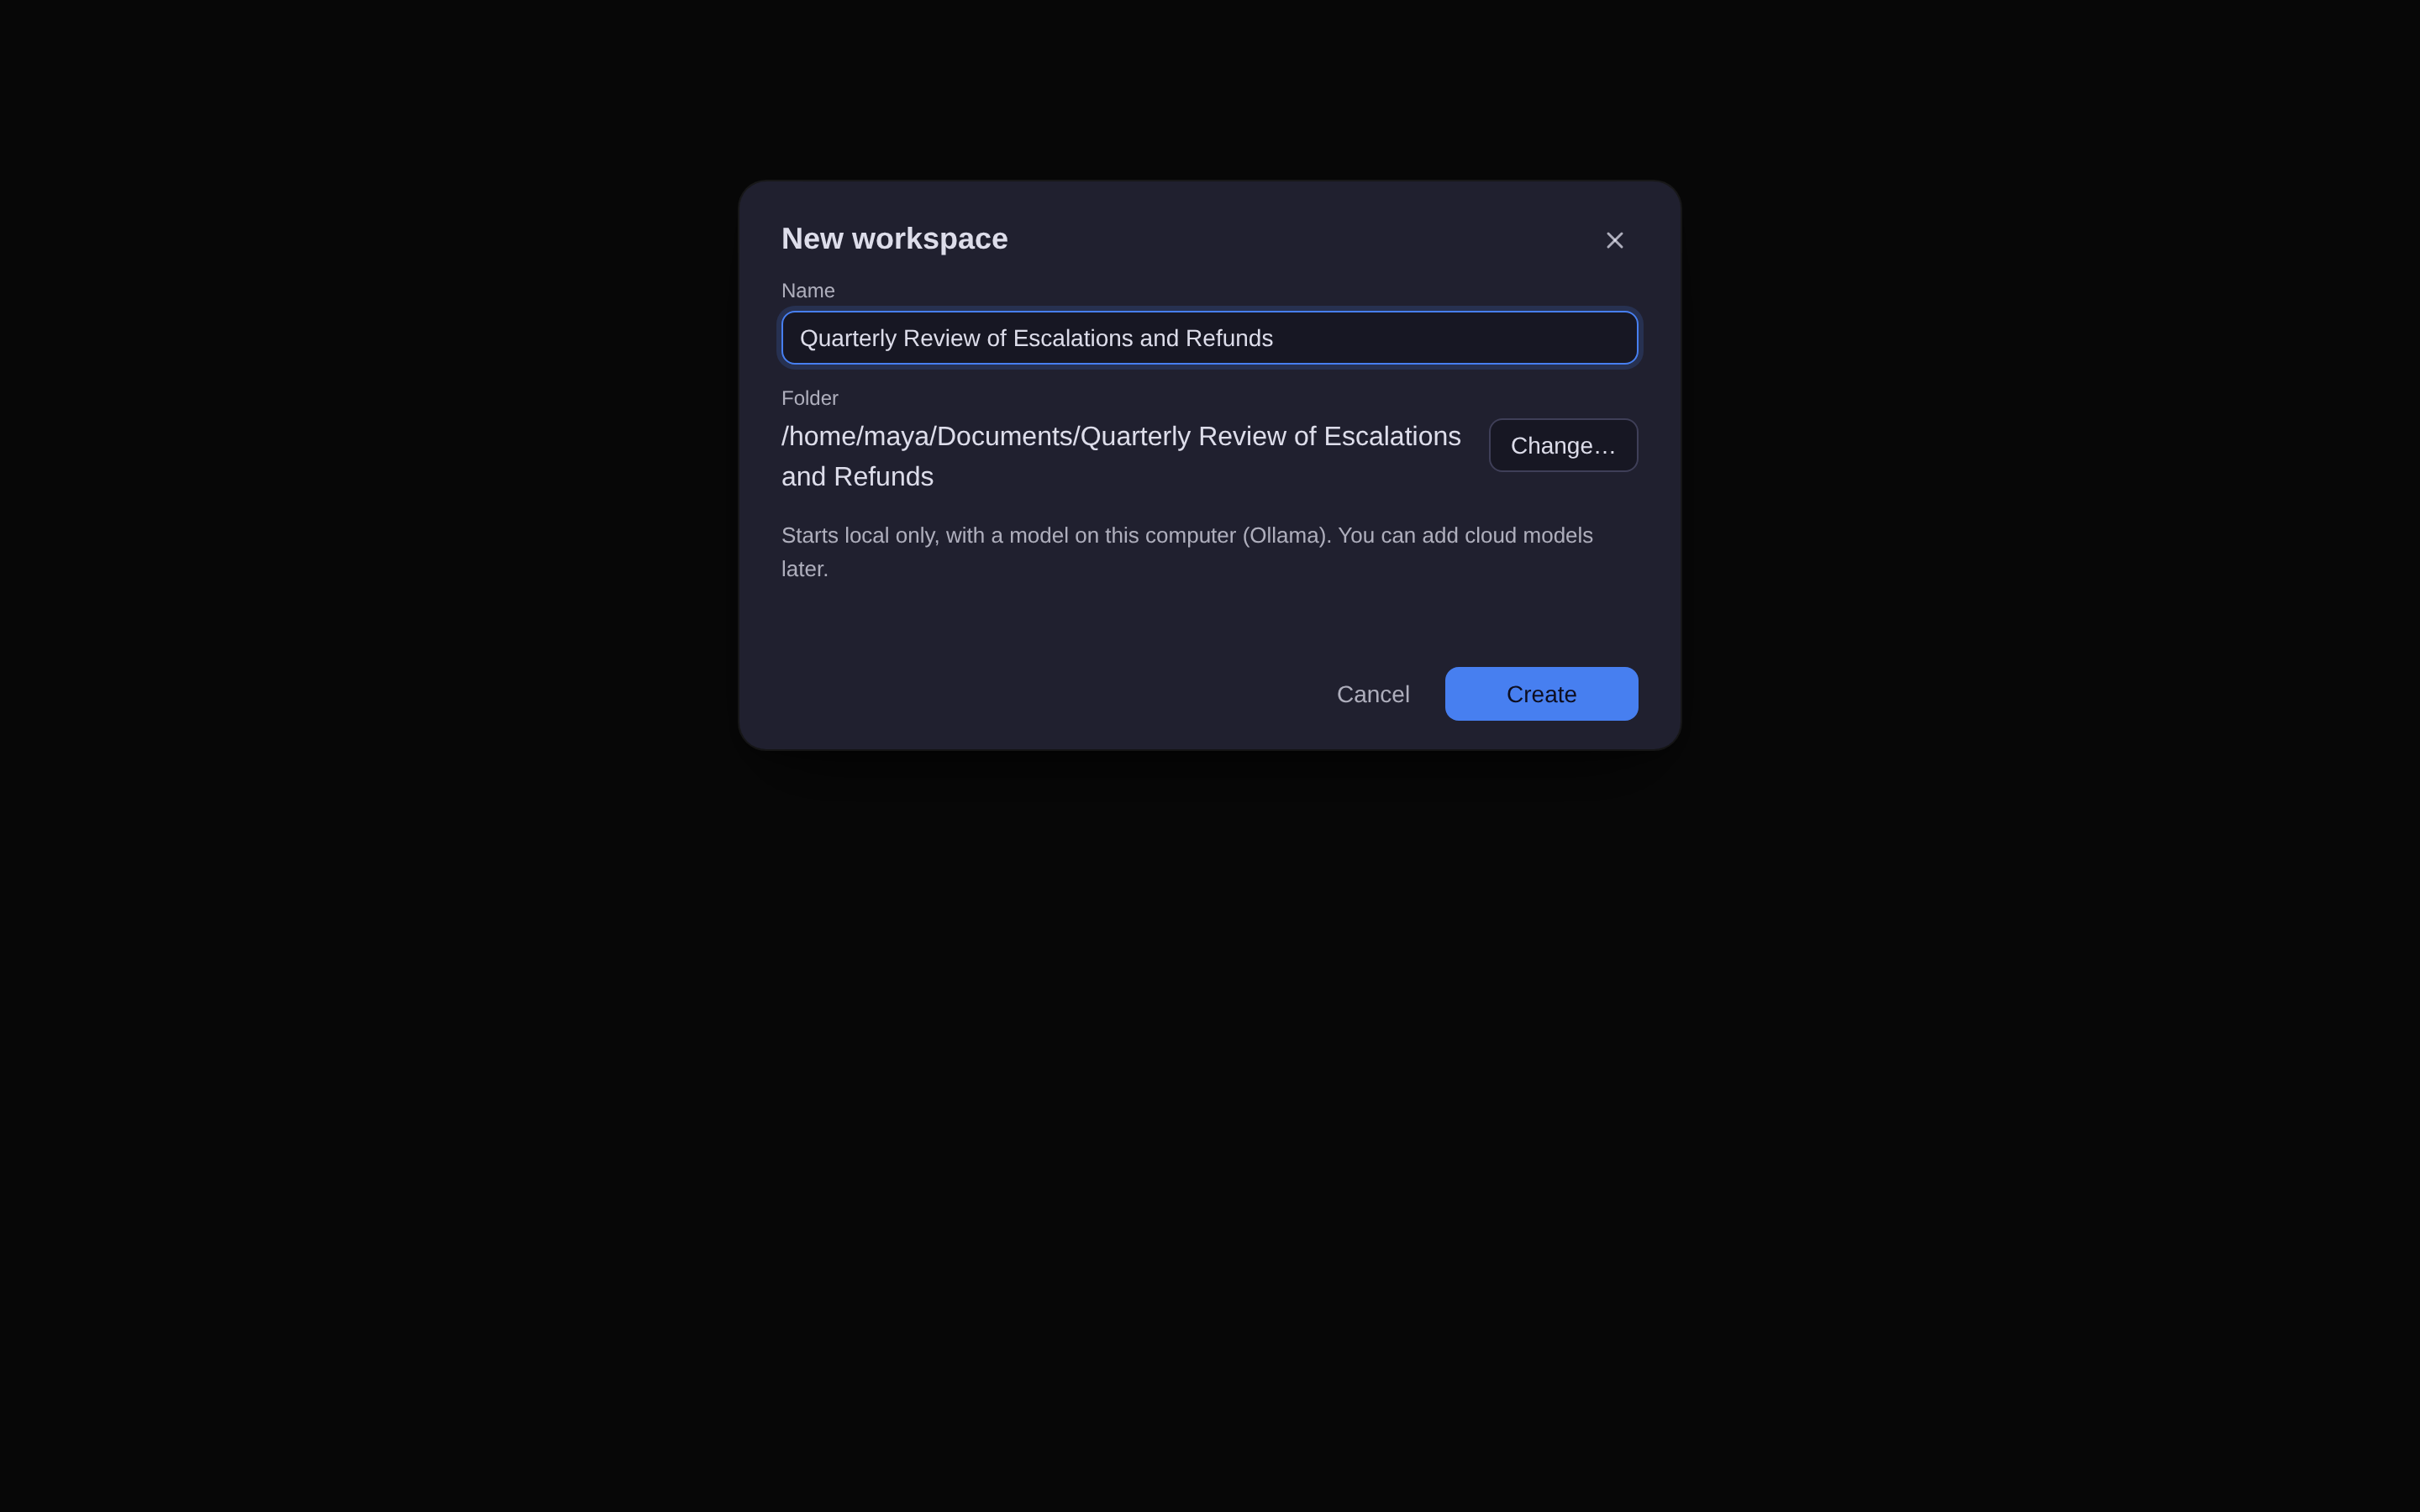 New workspace
Name
Quarterly Review of Escalations and Refunds
Folder
/home/maya/Documents/Quarterly Review of Escalations
and Refunds
Change…
Starts local only, with a model on this computer (Ollama). You can add cloud models
later.
Cancel
Create